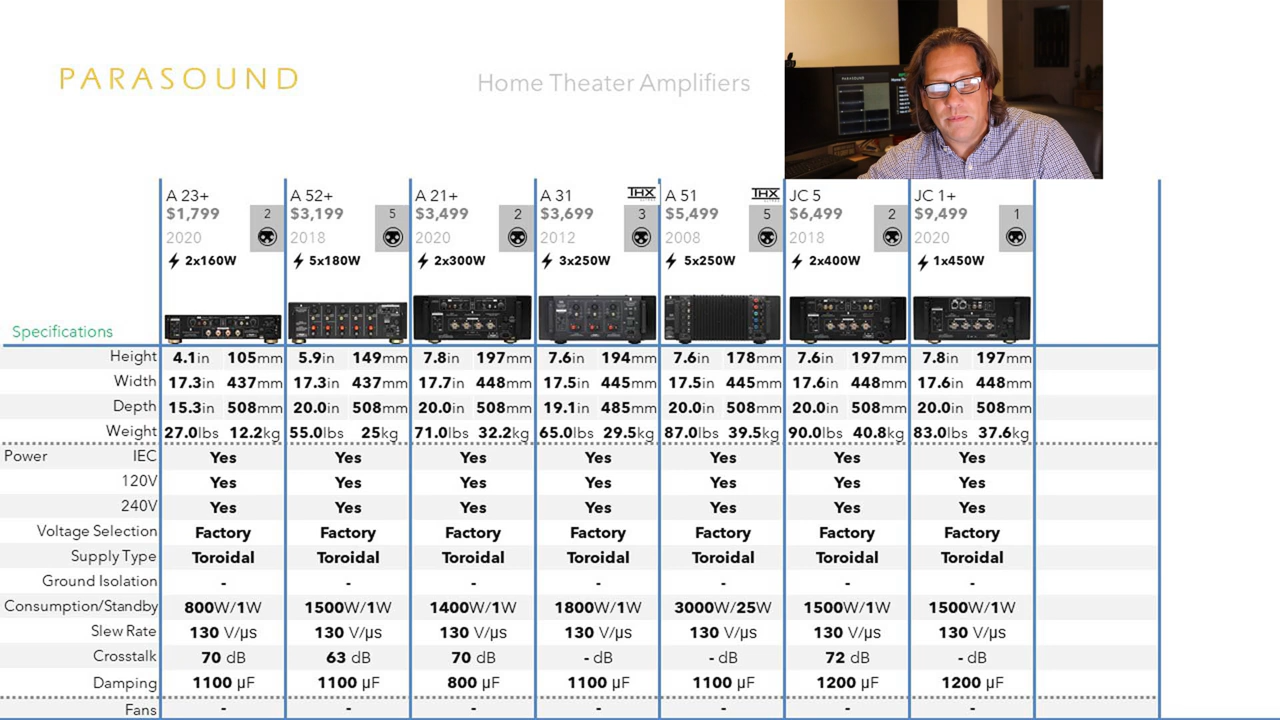 PARASOUND
Home Theater Amplifiers
PARASOUND
A 23+ A 52+ A 21+ A 31 THX A 51 THX JC 5 JC 1+
$1,799 $3,199 $3,499 $3,699 $5,499 $6,499 $9,499
2 5 2 3 5 2 1
2020 2018 2020 2012 2008 2018 2020
2x160W 5x180W 2x300W 3x250W 5x250W 2x400W 1x450W
Specifications
Height 4.1in 105mm 5.9in 149mm 7.8in 197mm 7.6in 194mm 7.6in 178mm 7.6in 197mm 7.8in 197mm
Width 17.3in 437mm 17.3in 437mm 17.7in 448mm 17.5in 445mm 17.5in 445mm 17.6in 448mm 17.6in 448mm
Depth 15.3in 508mm 20.0in 508mm 20.0in 508mm 19.1in 485mm 20.0in 508mm 20.0in 508mm 20.0in 508mm
Weight 27.0lbs 12.2kg 55.0lbs 25kg 71.0lbs 32.2kg 65.0lbs 29.5kg 87.0lbs 39.5kg 90.0lbs 40.8kg 83.0lbs 37.6kg
Power IEC Yes Yes Yes Yes Yes Yes Yes
120V Yes Yes Yes Yes Yes Yes Yes
240V Yes Yes Yes Yes Yes Yes Yes
Voltage Selection Factory Factory Factory Factory Factory Factory Factory
Supply Type Toroidal Toroidal Toroidal Toroidal Toroidal Toroidal Toroidal
Ground Isolation - - - - - - -
Consumption/Standby 800W/1W 1500W/1W 1400W/1W 1800W/1W 3000W/25W 1500W/1W 1500W/1W
Slew Rate 130 V/µs 130 V/µs 130 V/µs 130 V/µs 130 V/µs 130 V/µs 130 V/µs
Crosstalk 70 dB 63 dB 70 dB - dB - dB 72 dB - dB
Damping 1100 µF 1100 µF 800 µF 1100 µF 1100 µF 1200 µF 1200 µF
Fans - - - - - - -